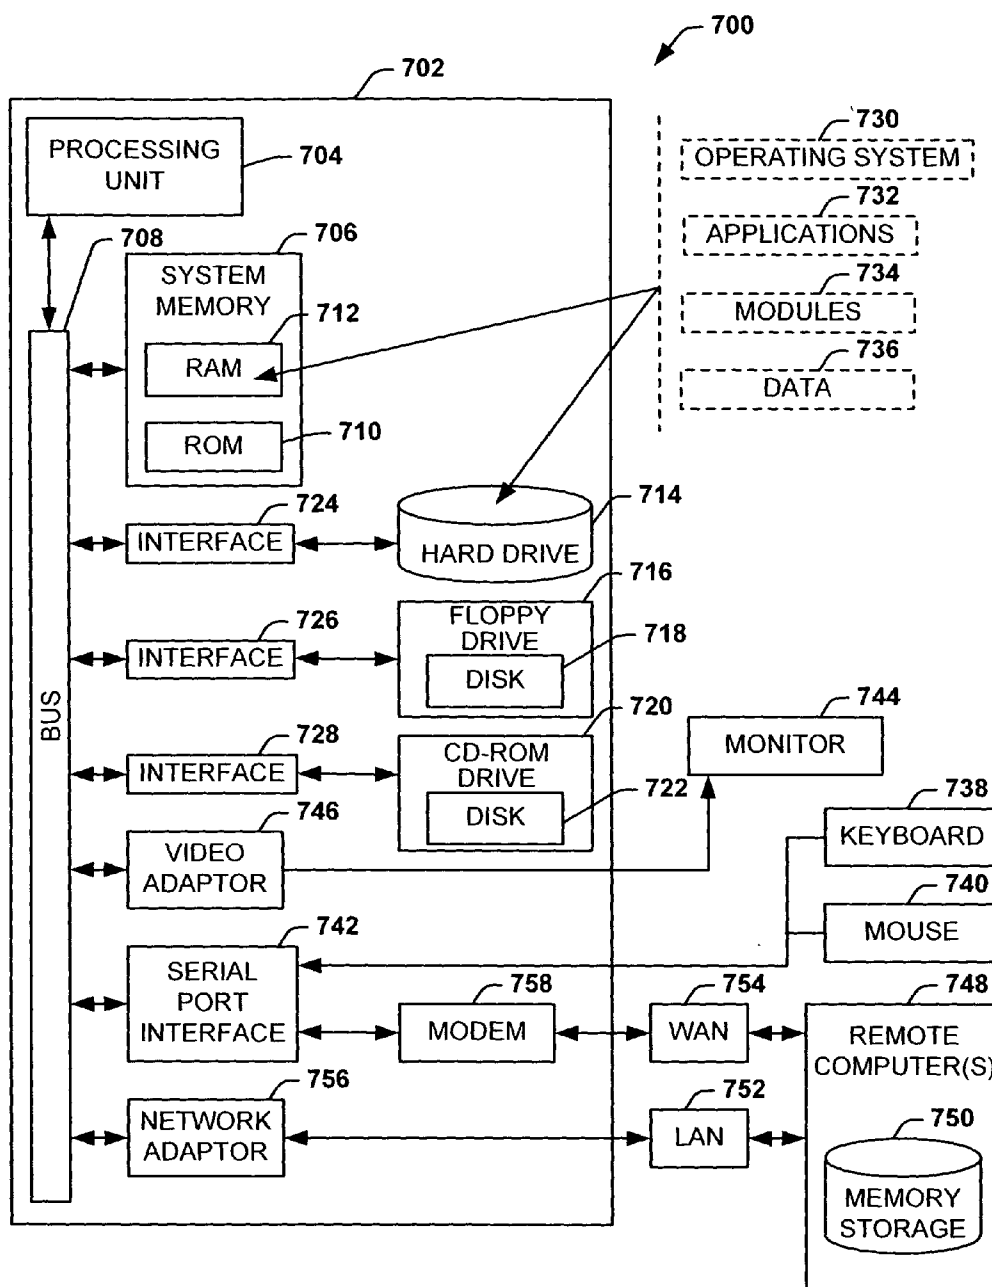 700
702
PROCESSING
UNIT
704
730
OPERATING SYSTEM
732
APPLICATIONS
734
MODULES
736
DATA
708
706
SYSTEM
MEMORY
712
RAM
710
ROM
724
INTERFACE
714
HARD DRIVE
716
FLOPPY
DRIVE
718
DISK
726
INTERFACE
BUS
720
CD-ROM
DRIVE
722
DISK
728
INTERFACE
744
MONITOR
746
VIDEO
ADAPTOR
738
KEYBOARD
740
MOUSE
742
SERIAL
PORT
INTERFACE
758
MODEM
754
WAN
748
REMOTE
COMPUTER(S)
756
NETWORK
ADAPTOR
752
LAN
750
MEMORY
STORAGE